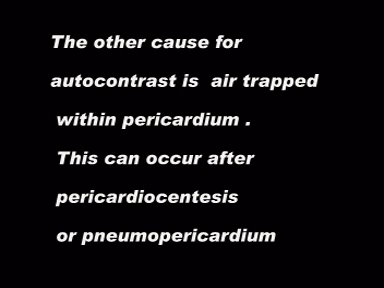 The other cause for
autocontrast is  air trapped
within pericardium .
This can occur after
pericardiocentesis
or pneumopericardium